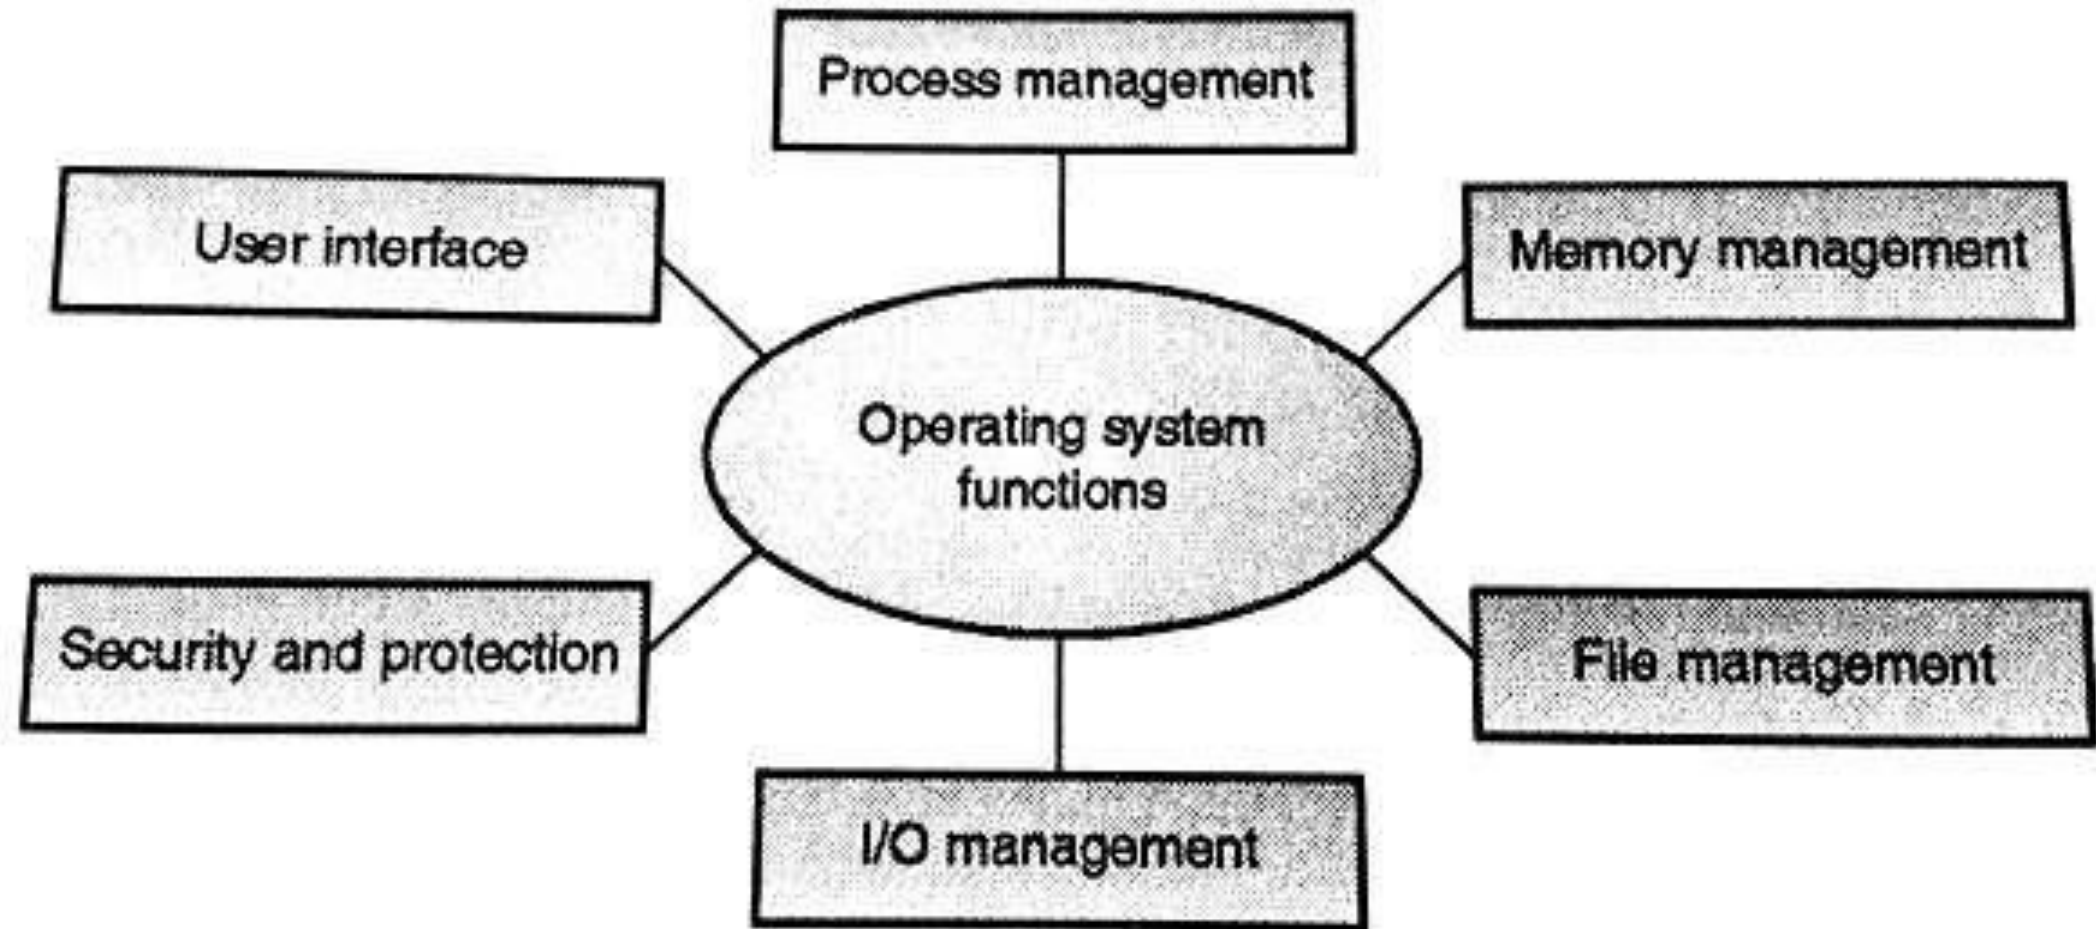 Process management
User interface
Memory management
Operating system
functions
Security and protection
File management
I/O management